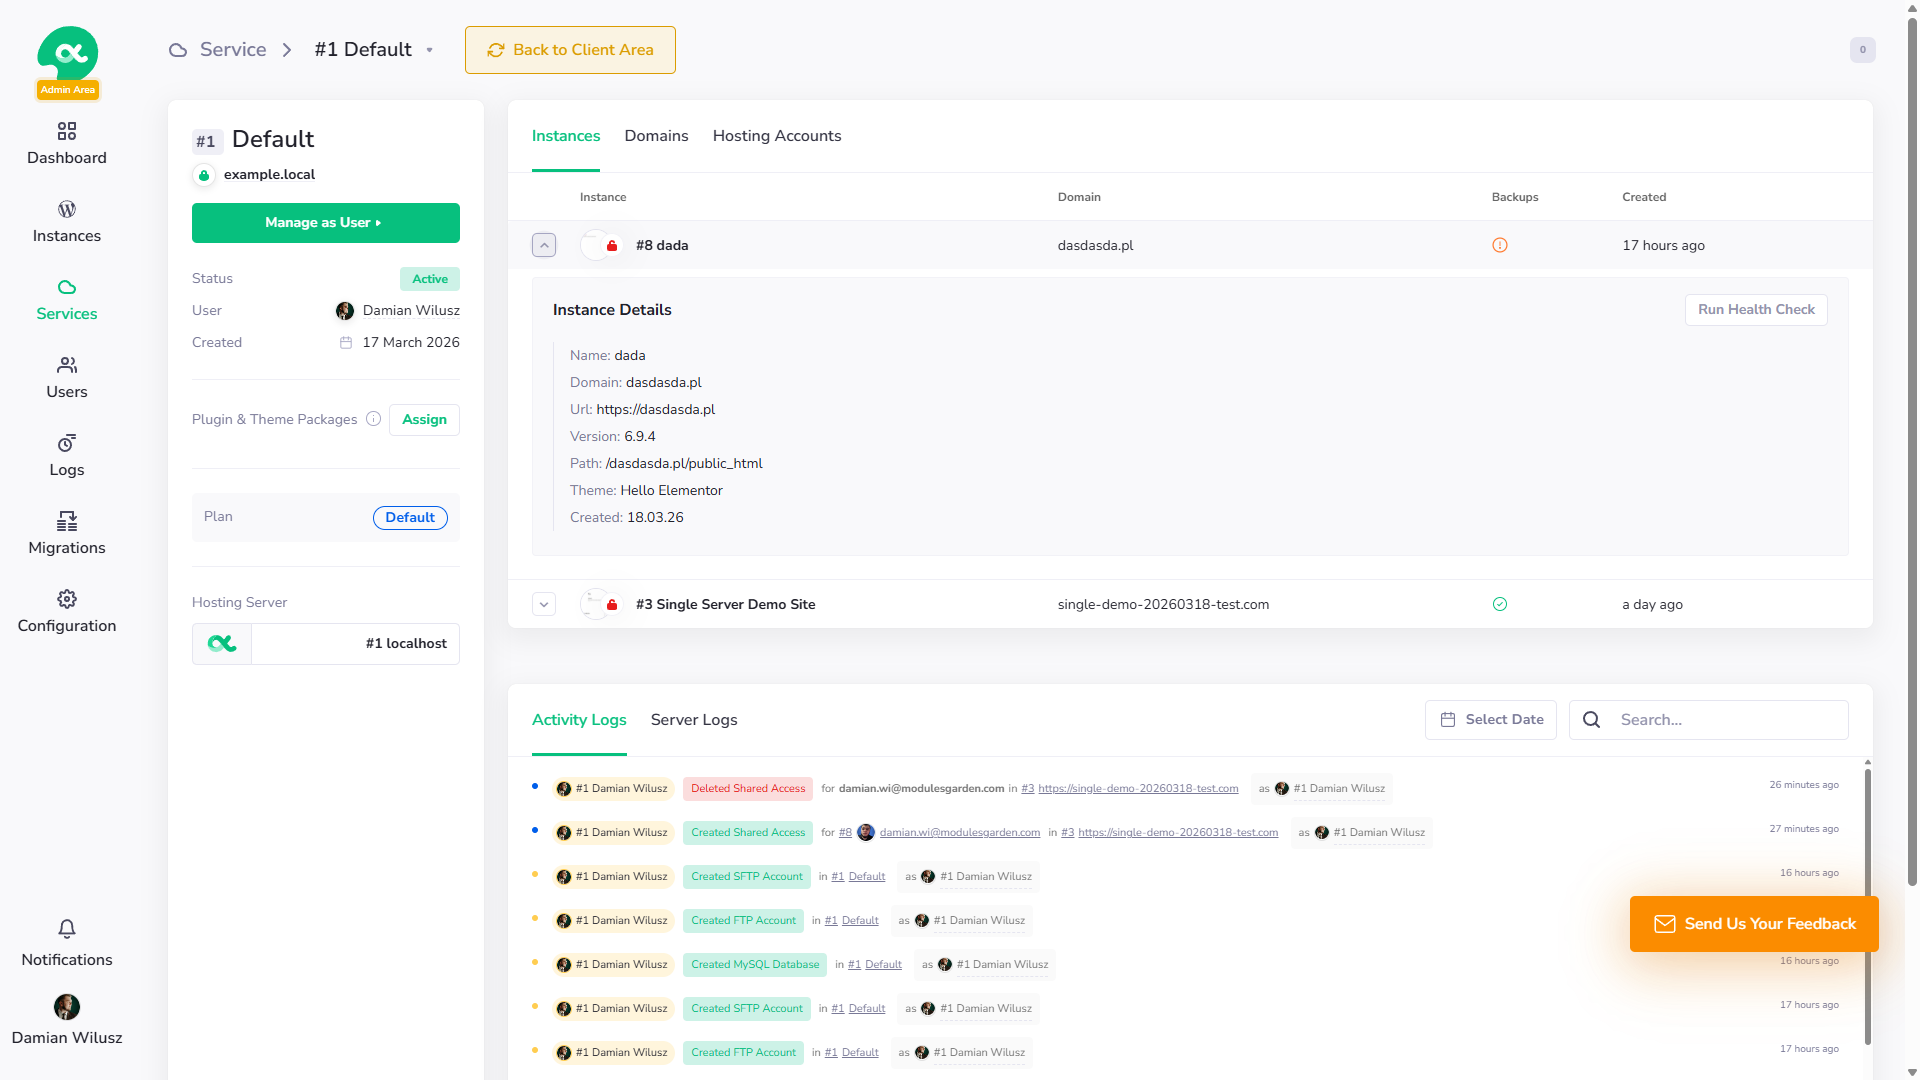 Admin Area
Dashboard
Instances
Services
Users
Logs
Migrations
Configuration
Notifications
Damian Wilusz
Service
#1 Default
Back to Client Area
0
#1 Default
example.local
Manage as User
Status Active
User Damian Wilusz
Created 17 March 2026
Plugin & Theme Packages Assign
Plan Default
Hosting Server
#1 localhost
Instances Domains Hosting Accounts
Instance Domain Backups Created
#8 dada dasdasda.pl 17 hours ago
Instance Details Run Health Check
Name: dada
Domain: dasdasda.pl
Url: https://dasdasda.pl
Version: 6.9.4
Path: /dasdasda.pl/public_html
Theme: Hello Elementor
Created: 18.03.26
#3 Single Server Demo Site single-demo-20260318-test.com a day ago
Activity Logs Server Logs Select Date Search...
#1 Damian Wilusz Deleted Shared Access for damian.wi@modulesgarden.com in #3 https://single-demo-20260318-test.com as #1 Damian Wilusz 26 minutes ago
#1 Damian Wilusz Created Shared Access for #8 damian.wi@modulesgarden.com in #3 https://single-demo-20260318-test.com as #1 Damian Wilusz 27 minutes ago
#1 Damian Wilusz Created SFTP Account in #1 Default as #1 Damian Wilusz 16 hours ago
#1 Damian Wilusz Created FTP Account in #1 Default as #1 Damian Wilusz
Send Us Your Feedback
#1 Damian Wilusz Created MySQL Database in #1 Default as #1 Damian Wilusz 16 hours ago
#1 Damian Wilusz Created SFTP Account in #1 Default as #1 Damian Wilusz 17 hours ago
#1 Damian Wilusz Created FTP Account in #1 Default as #1 Damian Wilusz 17 hours ago